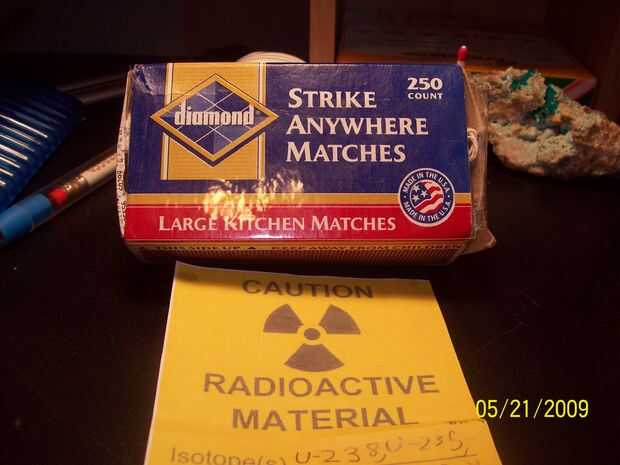 diamond
STRIKE
ANYWHERE
MATCHES
250
COUNT
MADE IN THE U.S.A.
MADE IN THE U.S.A.
LARGE KITCHEN MATCHES
CAUTION
RADIOACTIVE
MATERIAL
Isotope(s) U-238, U-235,
05/21/2009